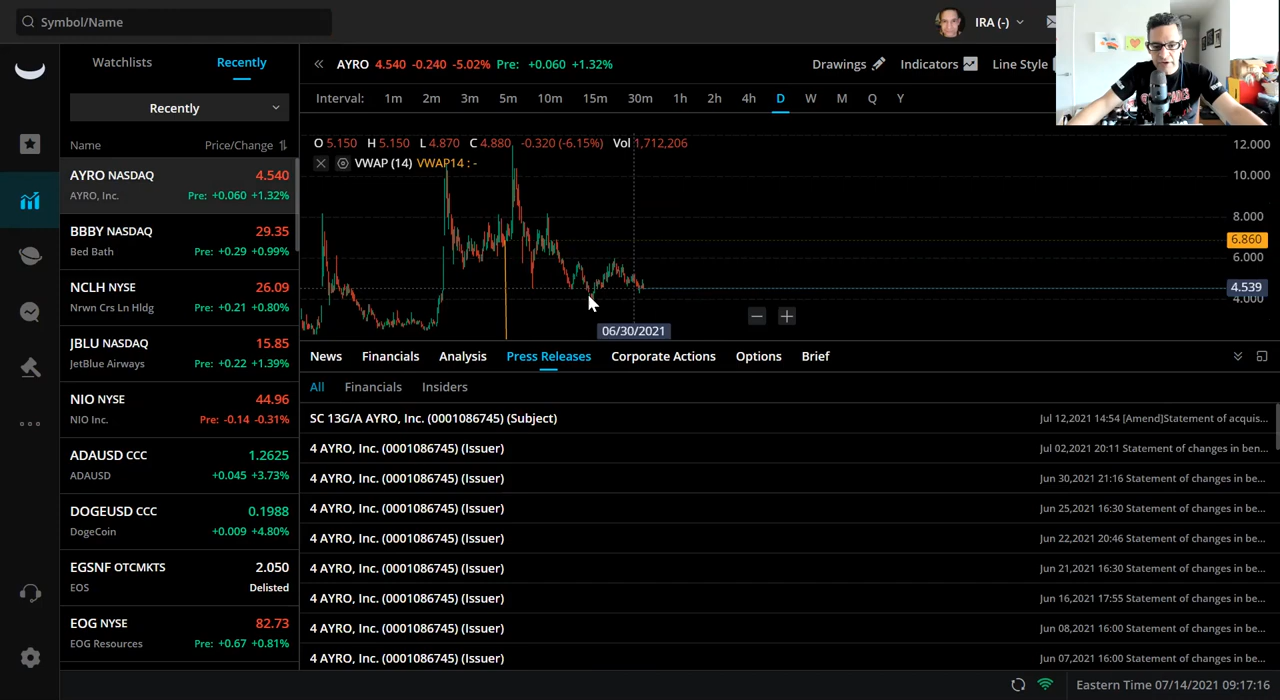 Symbol/Name
IRA (-)
Watchlists
Recently
Recently
Name
Price/Change
AYRO NASDAQ
4.540
AYRO, Inc.
Pre: +0.060 +1.32%
BBBY NASDAQ
29.35
Bed Bath
Pre: +0.29 +0.99%
NCLH NYSE
26.09
Nrwn Crs Ln Hldg
Pre: +0.21 +0.80%
JBLU NASDAQ
15.85
JetBlue Airways
Pre: +0.22 +1.39%
NIO NYSE
44.96
NIO Inc.
Pre: -0.14 -0.31%
ADAUSD CCC
1.2625
ADAUSD
+0.045 +3.73%
DOGEUSD CCC
0.1988
DogeCoin
+0.009 +4.80%
EGSNF OTCMKTS
2.050
EOS
Delisted
EOG NYSE
82.73
EOG Resources
Pre: +0.67 +0.81%
AYRO 4.540 -0.240 -5.02% Pre: +0.060 +1.32%
Drawings
Indicators
Line Style
Interval: 1m 2m 3m 5m 10m 15m 30m 1h 2h 4h D W M Q Y
O 5.150 H 5.150 L 4.870 C 4.880 -0.320 (-6.15%) Vol 1,712,206
VWAP (14) VWAP14 : -
12.000
10.000
8.000
6.860
6.000
4.539
4.000
06/30/2021
News Financials Analysis Press Releases Corporate Actions Options Brief
All Financials Insiders
SC 13G/A AYRO, Inc. (0001086745) (Subject)
Jul 12,2021 14:54 [Amend]Statement of acquis...
4 AYRO, Inc. (0001086745) (Issuer)
Jul 02,2021 20:11 Statement of changes in ben...
4 AYRO, Inc. (0001086745) (Issuer)
Jun 30,2021 21:16 Statement of changes in be...
4 AYRO, Inc. (0001086745) (Issuer)
Jun 25,2021 16:30 Statement of changes in be...
4 AYRO, Inc. (0001086745) (Issuer)
Jun 22,2021 20:46 Statement of changes in be...
4 AYRO, Inc. (0001086745) (Issuer)
Jun 21,2021 16:30 Statement of changes in be...
4 AYRO, Inc. (0001086745) (Issuer)
Jun 16,2021 17:55 Statement of changes in be...
4 AYRO, Inc. (0001086745) (Issuer)
Jun 08,2021 16:00 Statement of changes in be...
4 AYRO, Inc. (0001086745) (Issuer)
Jun 07,2021 16:00 Statement of changes in be...
Eastern Time 07/14/2021 09:17:16